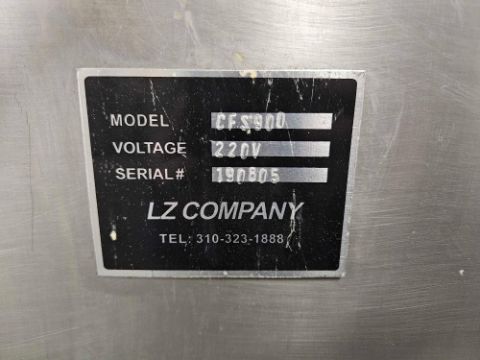 MODEL CFS900
VOLTAGE 220V
SERIAL# 190805
LZ COMPANY
TEL: 310-323-1888